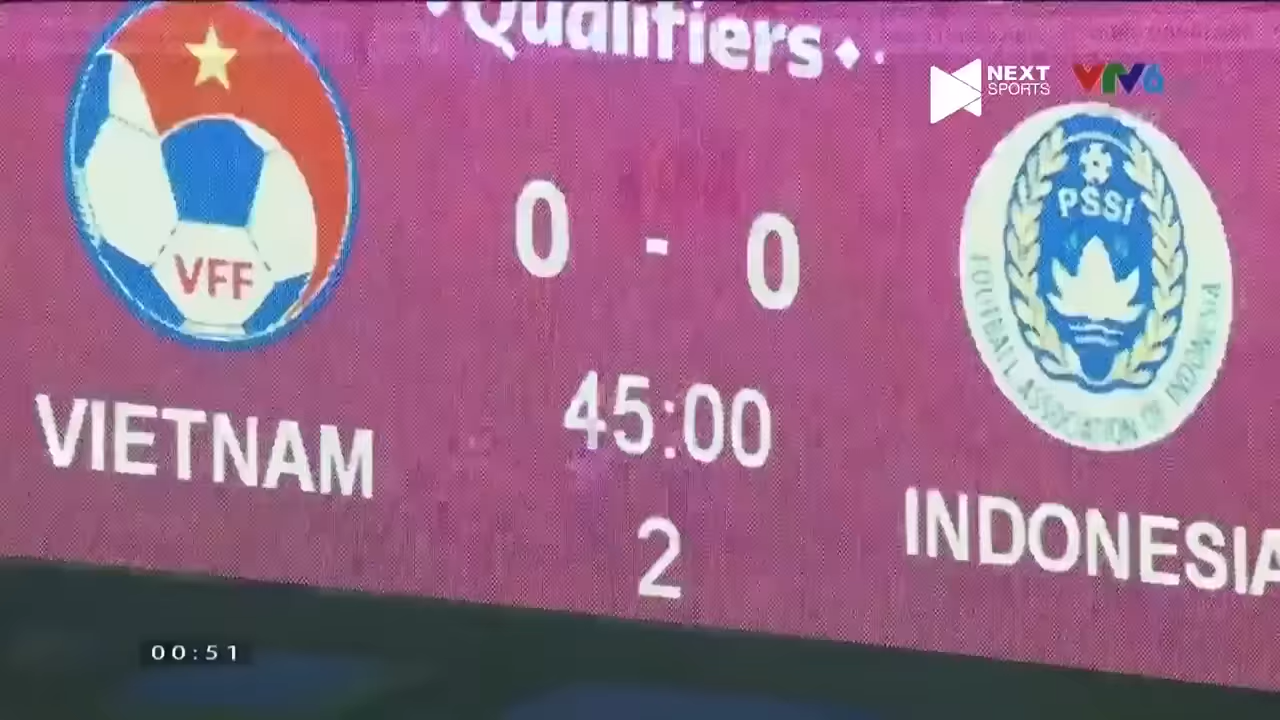 Qualifiers
NEXT
SPORTS
VTV6
VFF
0 - 0
PSSI
FOOTBALL ASSOCIATION OF INDONESIA
45:00
VIETNAM
INDONESIA
2
00:51